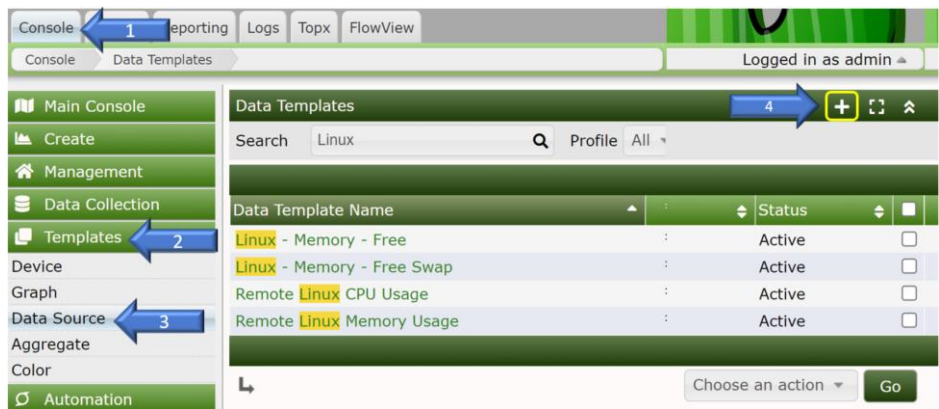 Console 1 eporting Logs Topx FlowView
Console Data Templates Logged in as admin
Main Console
Create
Management
Data Collection
Templates 2
Device
Graph
Data Source 3
Aggregate
Color
Automation
Data Templates 4 +
Search Linux Profile All
Data Template Name : Status
Linux - Memory - Free : Active
Linux - Memory - Free Swap : Active
Remote Linux CPU Usage : Active
Remote Linux Memory Usage : Active
Choose an action Go